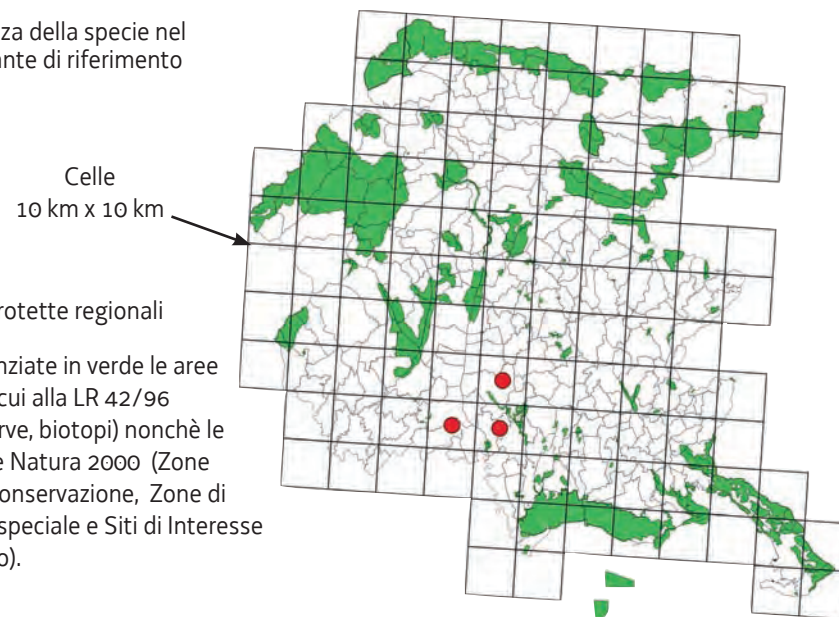 za della specie nel
ante di riferimento
Celle
10 km x 10 km
rotette regionali
nziate in verde le aree
cui alla LR 42/96
rve, biotopi) nonchè le
e Natura 2000 (Zone
onservazione, Zone di
speciale e Siti di Interesse
o).